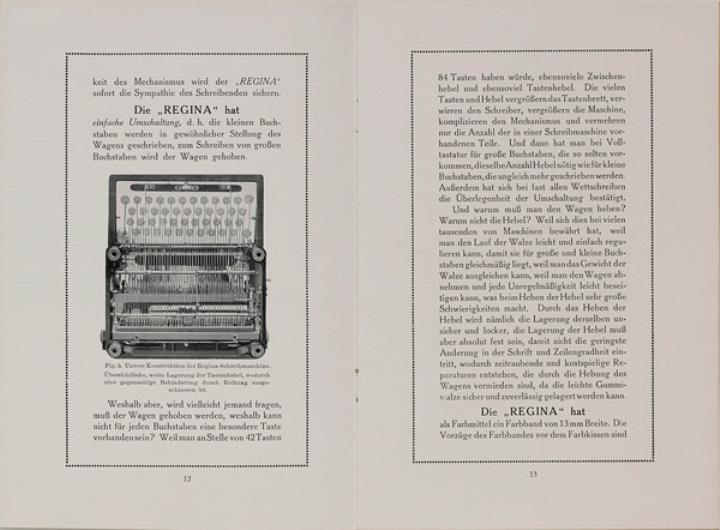 keit des Mechanismus wird der „REGINA“
sofort die Sympathie des Schreibenden sichern.
Die „REGINA“ hat
einfache Umschaltung, d. h. die kleinen Buch-
staben werden in gewöhnlicher Stellung des
Wagens geschrieben, zum Schreiben von großen
Buchstaben wird der Wagen gehoben.
Fig. 5. Untere Konstruktion der Regina-Schreibmaschine.
Übersichtliche, weite Lagerung der Tastenhebel, wodurch
eine gegenseitige Behinderung durch Reibung ausge-
schlossen ist.
Weshalb aber, wird vielleicht jemand fragen,
muß der Wagen gehoben werden, weshalb kann
nicht für jeden Buchstaben eine besondere Taste
vorhanden sein? Weil man an Stelle von 42 Tasten
12
84 Tasten haben würde, ebensoviele Zwischen-
hebel und ebensoviel Tastenhebel. Die vielen
Tasten und Hebel vergrößern das Tastenbrett, ver-
wirren den Schreiber, vergrößern die Maschine,
komplizieren den Mechanismus und vermehren
nur die Anzahl der in einer Schreibmaschine vor-
handenen Teile. Und dann hat man bei Voll-
tastatur für große Buchstaben, die so selten vor-
kommen, dieselbe Anzahl Hebel nötig wie für kleine
Buchstaben, die ungleich mehr geschrieben werden.
Außerdem hat sich bei fast allen Wettschreiben
die Überlegenheit der Umschaltung bestätigt.
Und warum muß man den Wagen heben?
Warum nicht die Hebel? Weil sich dies bei vielen
tausenden von Maschinen bewährt hat, weil
man den Lauf der Walze leicht und einfach regu-
lieren kann, damit sie für große und kleine Buch-
staben gleichmäßig liegt, weil man das Gewicht der
Walze ausgleichen kann, weil man den Wagen ab-
nehmen und jede Unregelmäßigkeit leicht besei-
tigen kann, was beim Heben der Hebel sehr große
Schwierigkeiten macht. Durch das Heben der
Hebel wird nämlich die Lagerung derselben un-
sicher und locker, die Lagerung der Hebel muß
aber absolut fest sein, damit nicht die geringste
Änderung in der Schrift und Zeilengradheit ein-
tritt, wodurch zeitraubende und kostspielige Re-
paraturen entstehen, die durch die Hebung des
Wagens vermieden sind, da die leichte Gummi-
walze sicher und zuverlässig gelagert werden kann.
Die „REGINA“ hat
als Farbmittel ein Farbband von 13 mm Breite. Die
Vorzüge des Farbbandes vor dem Farbkissen sind
13